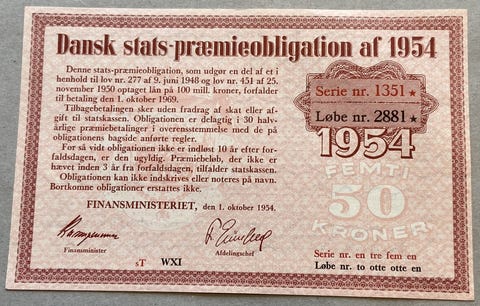 Dansk stats-præmieobligation af 1954
Denne stats-præmieobligation, som udgør en del af et i
henhold til lov nr. 277 af 9. juni 1948 og lov nr. 451 af 25.
november 1950 optaget lån på 100 mill. kroner, forfalder
til betaling den 1. oktober 1969.
Tilbagebetalingen sker uden fradrag af skat eller af-
gift til statskassen. Obligationen er delagtig i 30 halv-
årlige præmiebetalinger i overensstemmelse med de på
obligationens bagside anførte regler.
For så vidt obligationen ikke er indløst 10 år efter for-
faldsdagen, er den ugyldig. Præmiebeløb, der ikke er
hævet inden 3 år fra forfaldsdagen, tilfalder statskassen.
Obligationen kan ikke indskrives eller noteres på navn.
Bortkomne obligationer erstattes ikke.
FINANSMINISTERIET, den 1. oktober 1954.
Finansminister
Afdelingschef
sT WXI
Serie nr. 1351★
Løbe nr. 2881★
1954
FEMTI
50
KRONER
Serie nr. en tre fem en
Løbe nr. to otte otte en